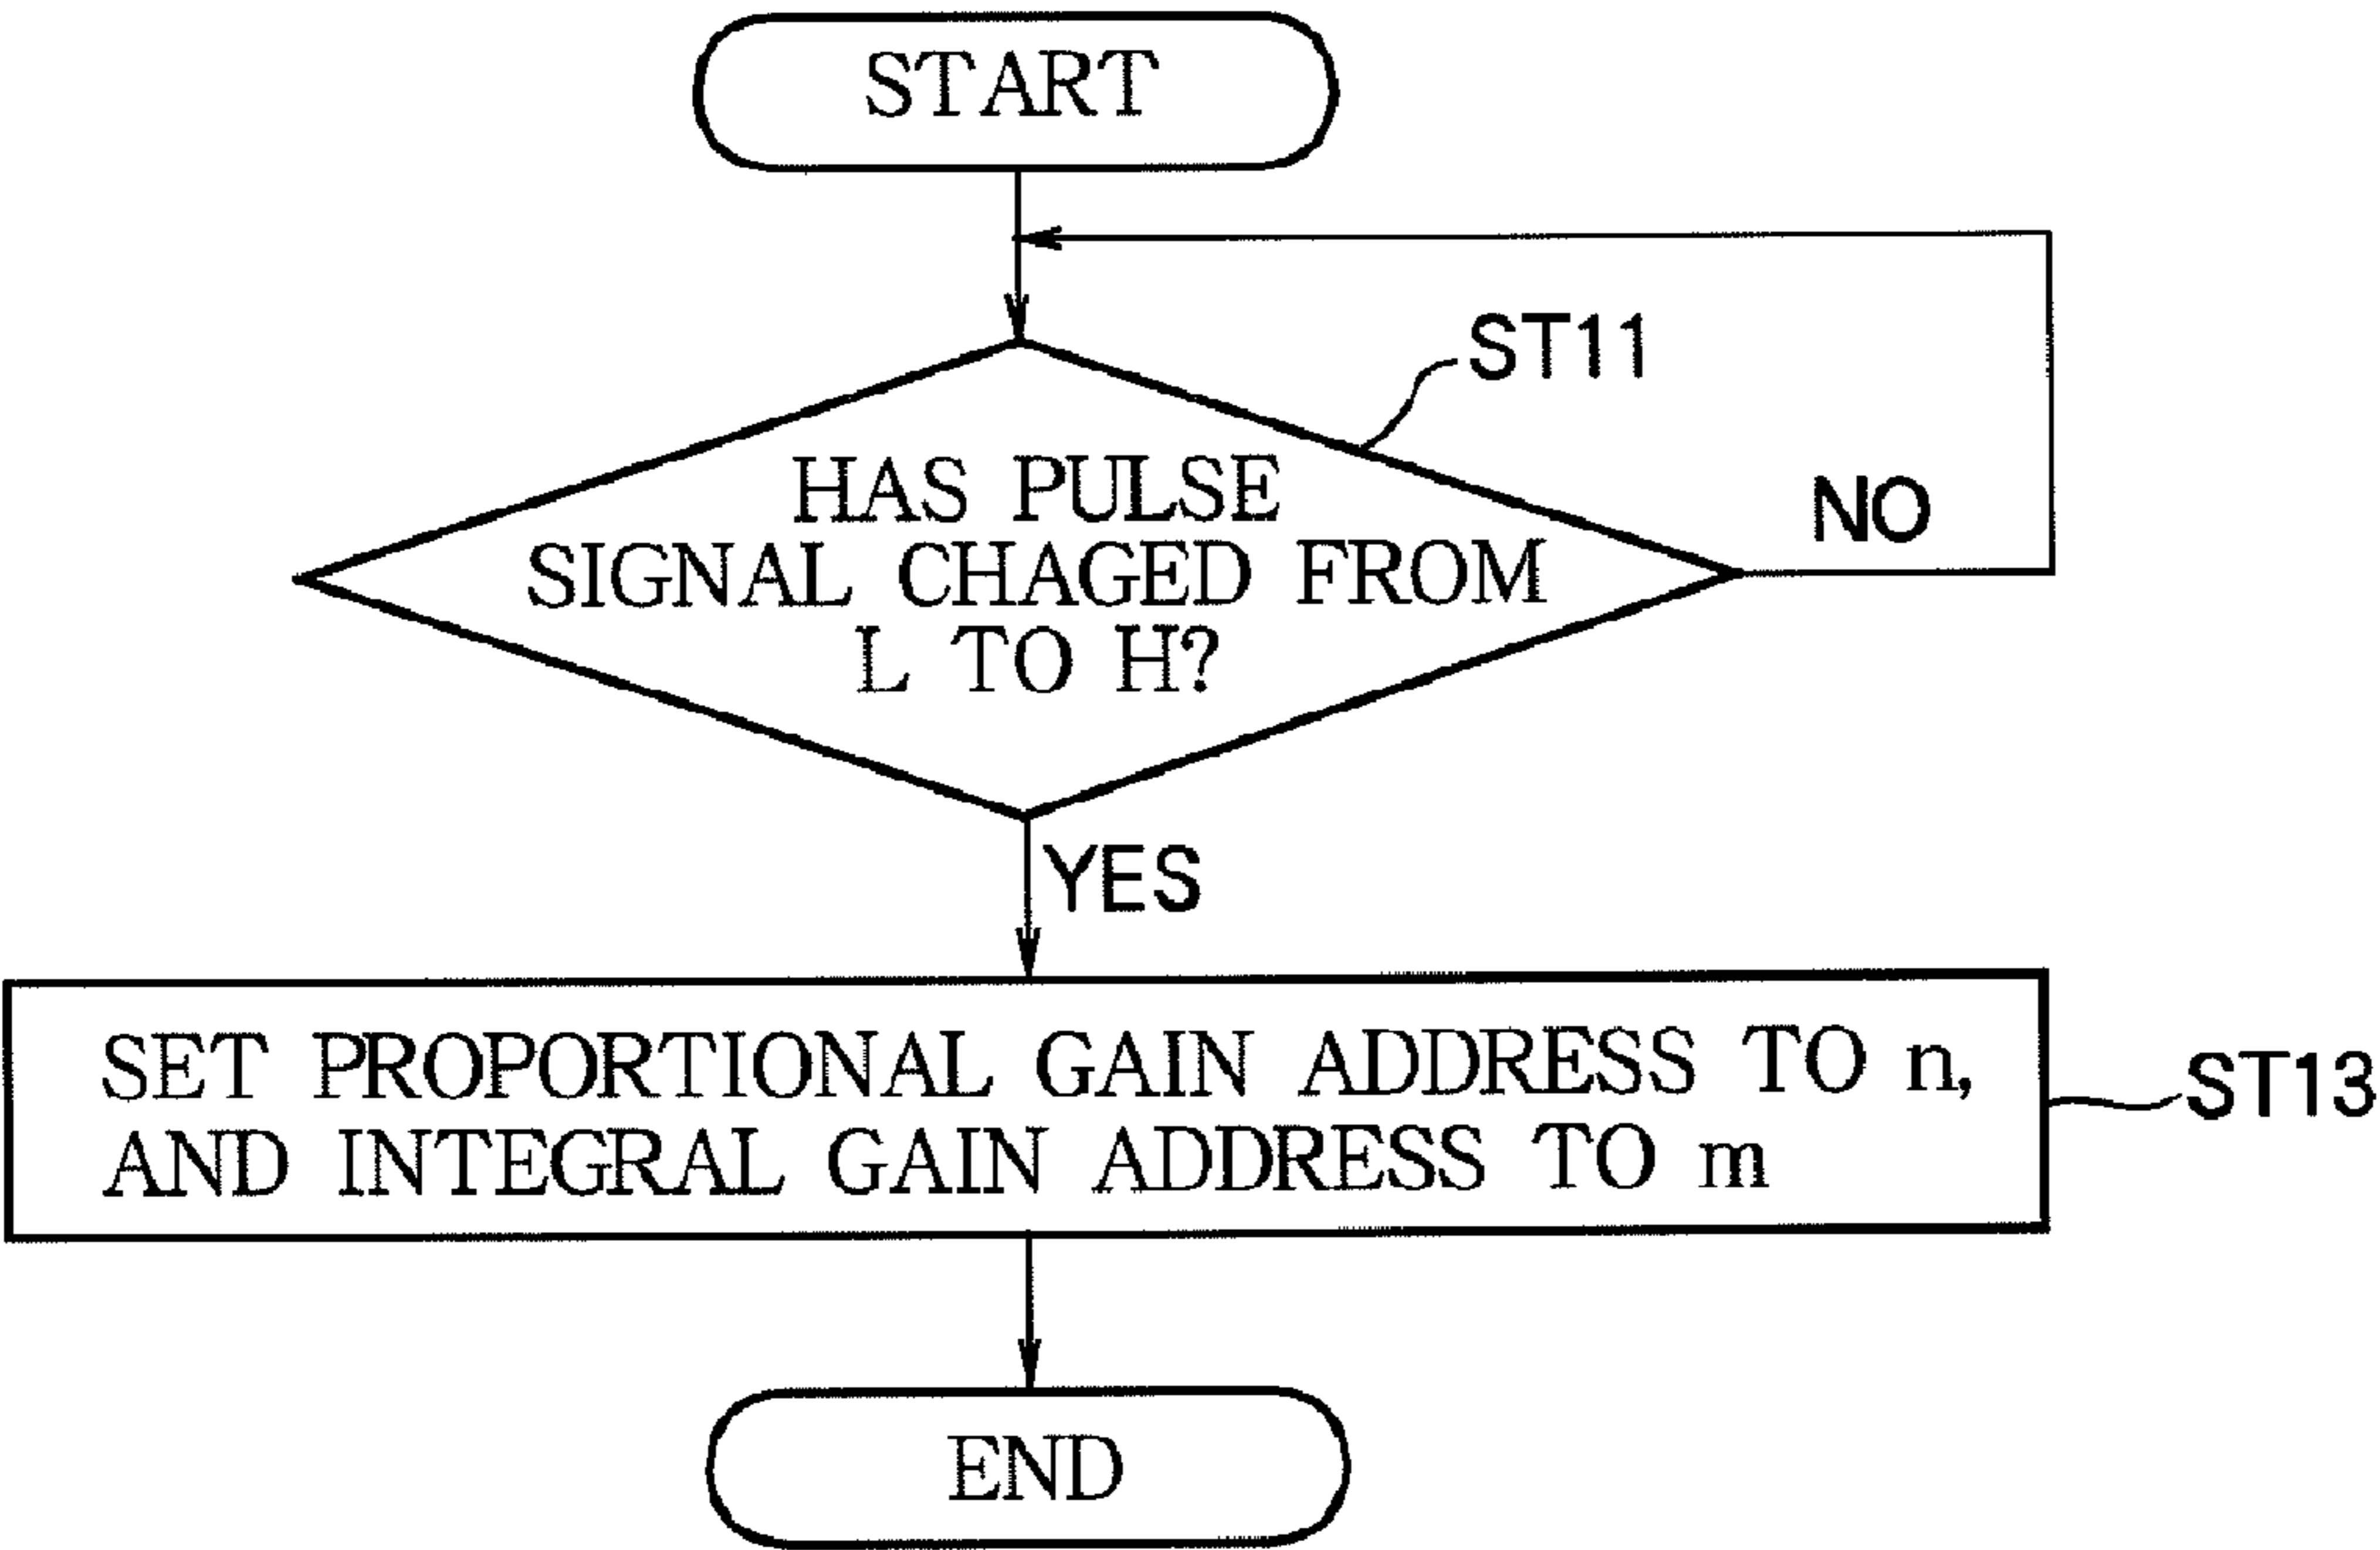 START
ST11
HAS PULSE
SIGNAL CHAGED FROM
L TO H?
NO
YES
SET PROPORTIONAL GAIN ADDRESS TO n,
AND INTEGRAL GAIN ADDRESS TO m
ST13
END